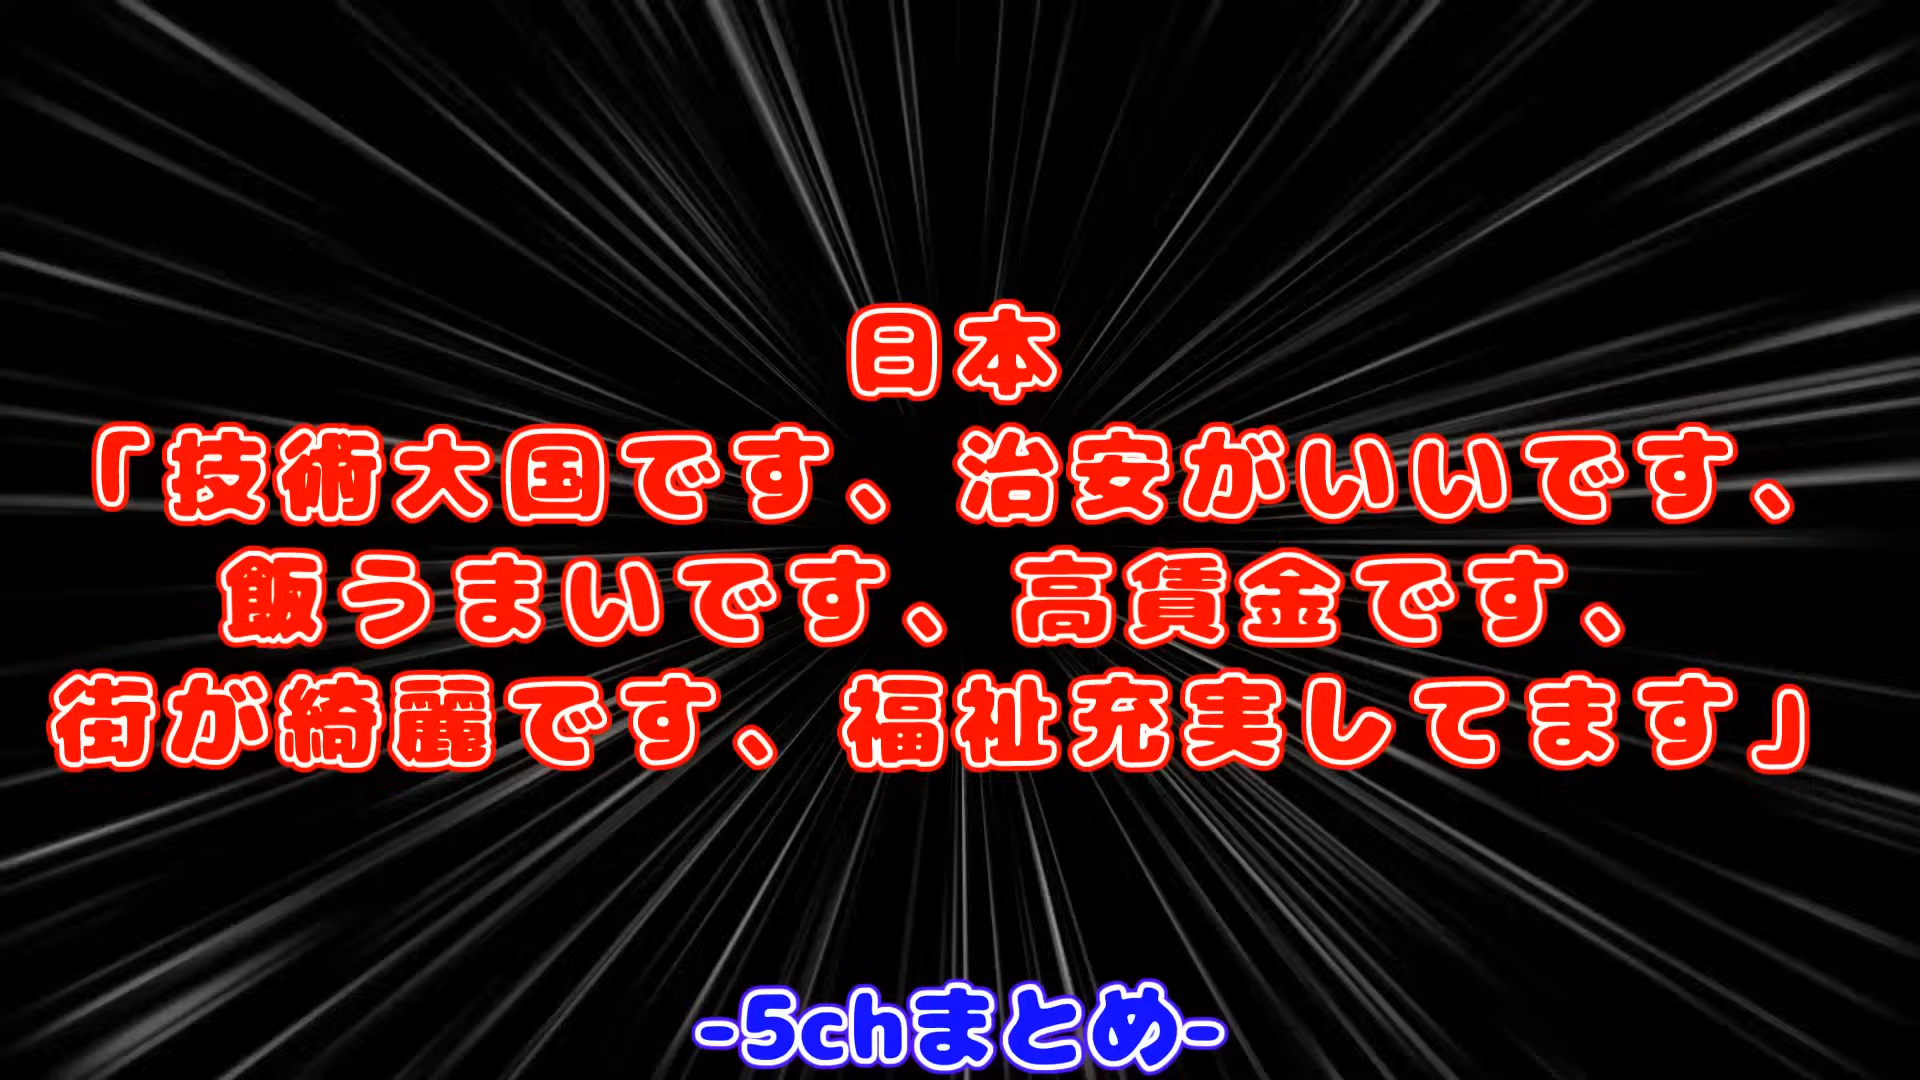 日本
「技術大国です、治安がいいです、
飯うまいです、高賃金です、
街が綺麗です、福祉充実してます」
-5chまとめ-